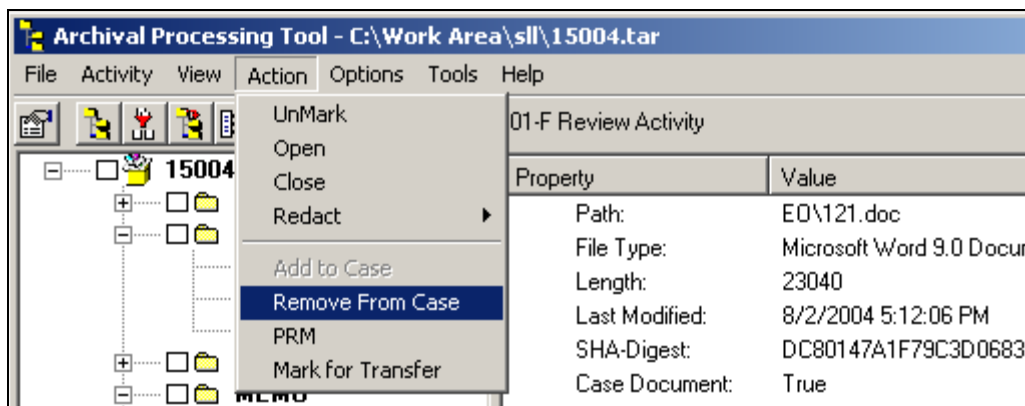 Archival Processing Tool - C:\Work Area\sll\15004.tar
File Activity View Action Options Tools Help
UnMark
Open
Close
Redact
Add to Case
Remove From Case
PRM
Mark for Transfer
15004
MEMO
01-F Review Activity
Property Value
Path: EO\121.doc
File Type: Microsoft Word 9.0 Docu
Length: 23040
Last Modified: 8/2/2004 5:12:06 PM
SHA-Digest: DC80147A1F79C3D0683
Case Document: True